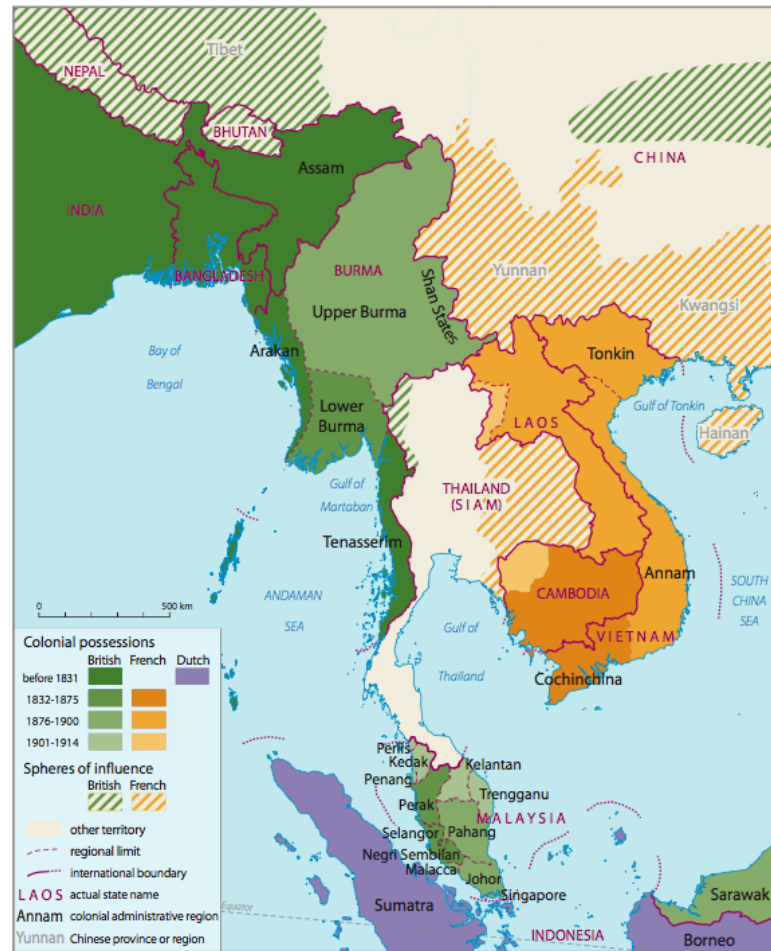 Tibet
NEPAL
BHUTAN
CHINA
Assam
INDIA
BANGLADESH
BURMA
Yunnan
Kwangsi
Shan States
Upper Burma
Tonkin
Arakan
Bay of
Bengal
Gulf of Tonkin
Lower
Burma
LAOS
Hainan
Gulf of
Martaban
THAILAND
(SIAM)
Tenasserim
Annam
ANDAMAN
SEA
CAMBODIA
SOUTH
CHINA
SEA
0 500 km
Gulf of
Thailand
VIETNAM
Cochinchina
Colonial possessions
British French Dutch
before 1831
1832-1875
1876-1900
1901-1914
Spheres of influence
British French
other territory
regional limit
international boundary
LAOS actual state name
Annam colonial administrative region
Yunnan Chinese province or region
Perlis
Kedak
Kelantan
Penang
Trengganu
Perak
MALAYSIA
Selangor
Pahang
Negri Sembilan
Malacca
Johor
Singapore
Sarawak
Sumatra
Equator
INDONESIA
Borneo